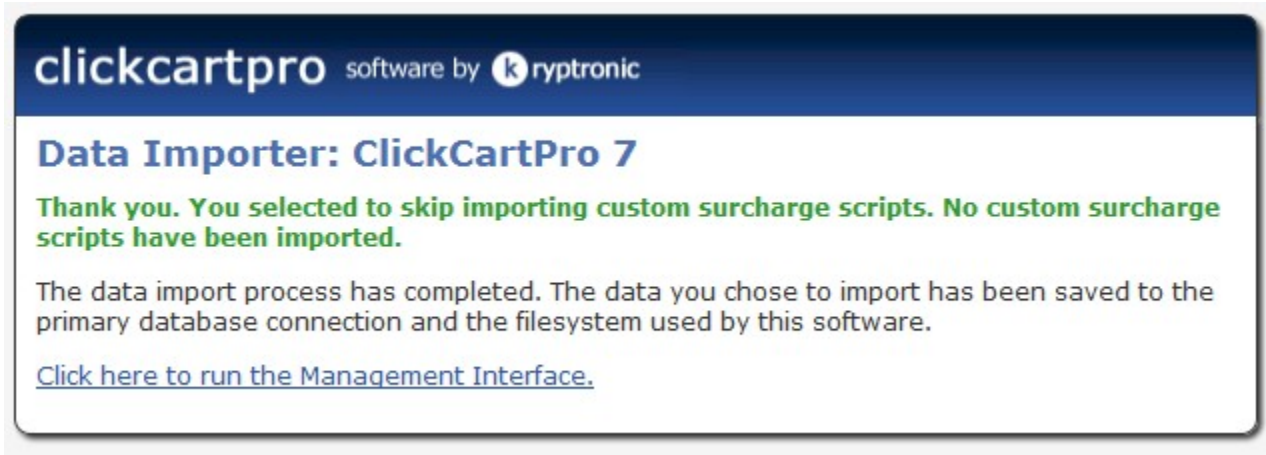 clickcartpro software by kryptronic
Data Importer: ClickCartPro 7
Thank you. You selected to skip importing custom surcharge scripts. No custom surcharge
scripts have been imported.
The data import process has completed. The data you chose to import has been saved to the
primary database connection and the filesystem used by this software.
Click here to run the Management Interface.